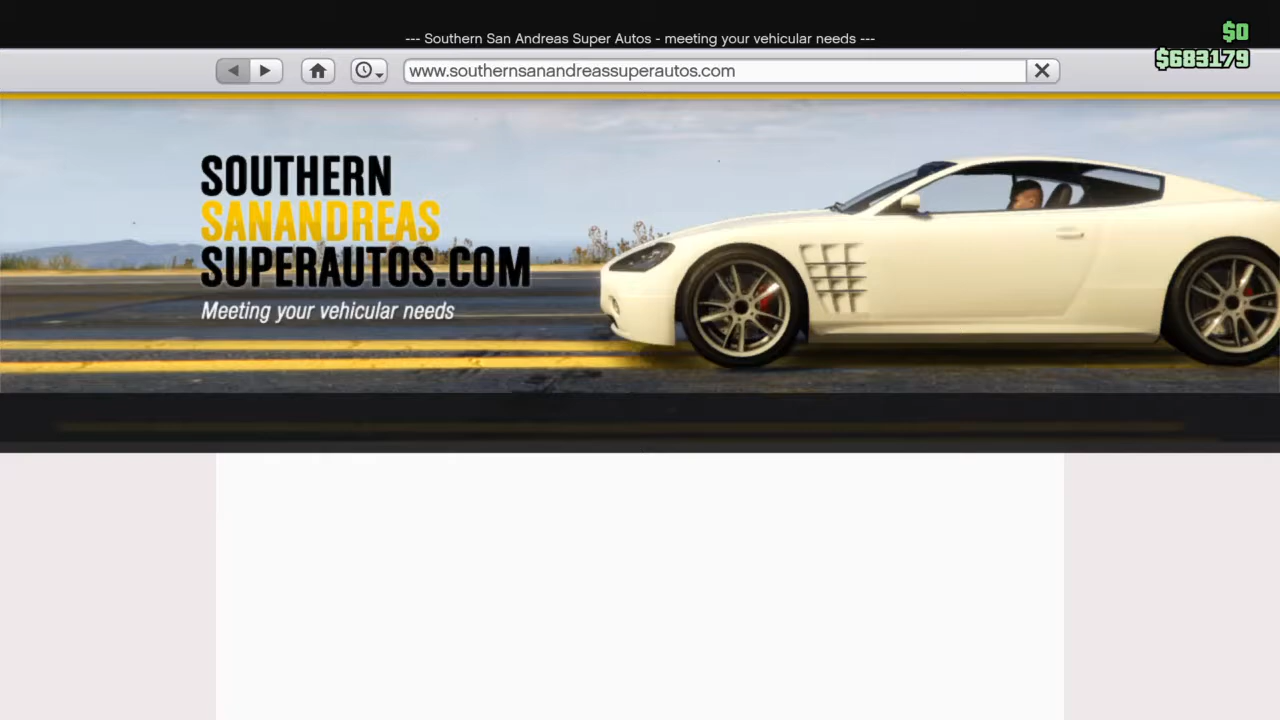 --- Southern San Andreas Super Autos - meeting your vehicular needs ---
$0
$683179
www.southernsanandreassuperautos.com
SOUTHERN
SANANDREAS
SUPERAUTOS.COM
Meeting your vehicular needs